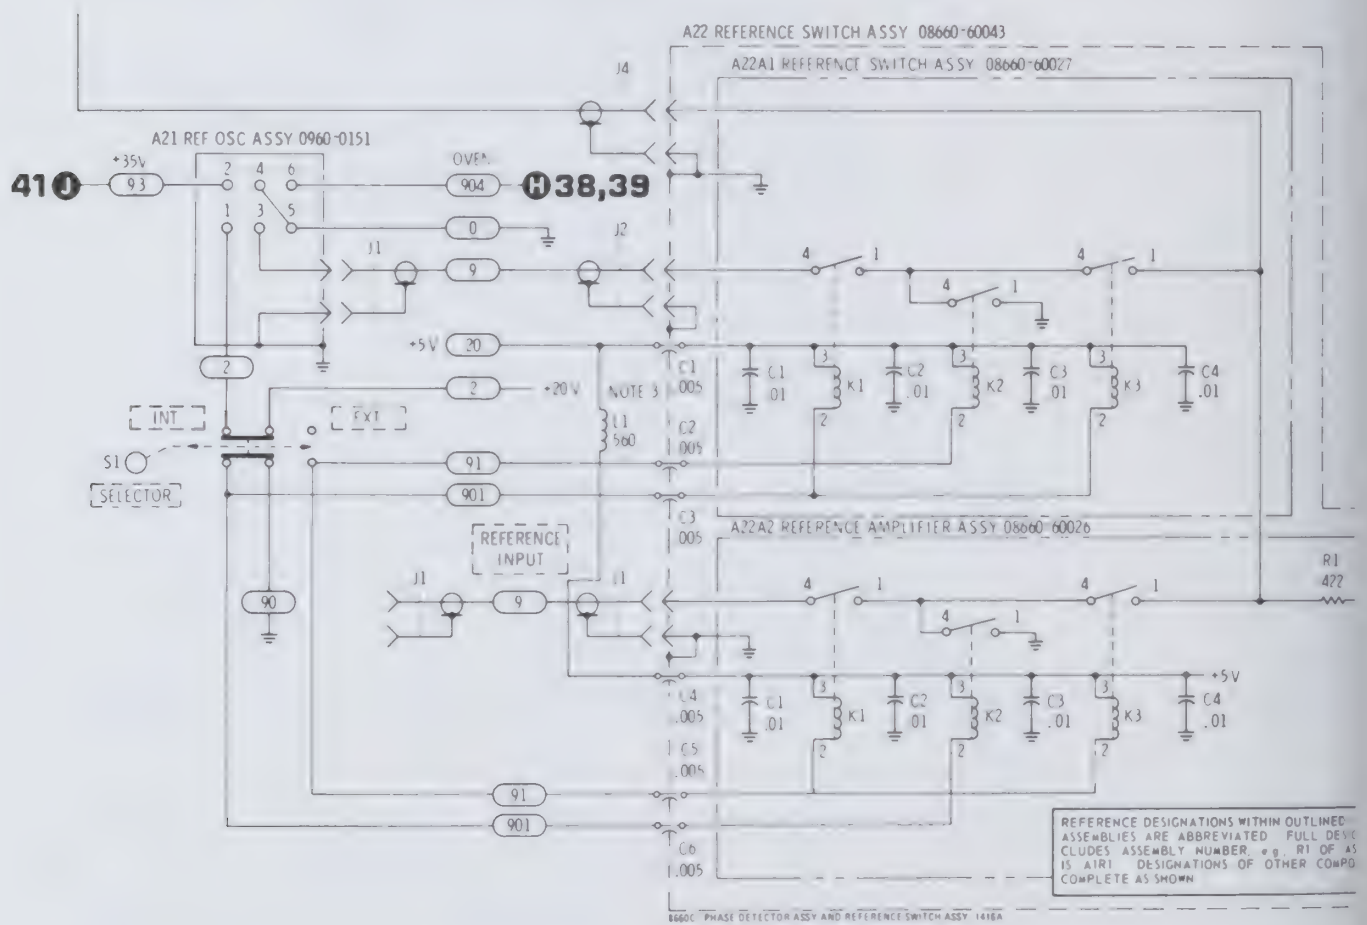 A22 REFERENCE SWITCH ASSY 08660-60043
A22A1 REFERENCE SWITCH ASSY 08660-60027
J4
A21 REF OSC ASSY 0960-0151
+35V
41 J
93
2 4 6
904
H 38,39
1 3 5
0
J1
J2
9
4 1
4 1
4 1
+5V
20
2
2
+20V
NOTE 3
L1
560
C1
.005
C2
.005
C3
.005
C1
.01
3
K1
2
C2
.01
3
K2
2
C3
.01
3
K3
2
C4
.01
INT
EXT
S1
SELECTOR
91
901
A22A2 REFERENCE AMPLIFIER ASSY 08660-60026
REFERENCE
INPUT
R1
422
J1
9
J1
90
4 1
4 1
4 1
+5V
C4
.005
C5
.005
C6
.005
C1
.01
3
K1
2
C2
01
3
K2
2
C3
.01
3
K3
2
C4
.01
91
901
REFERENCE DESIGNATIONS WITHIN OUTLINED
ASSEMBLIES ARE ABBREVIATED FULL
CLUDES ASSEMBLY NUMBER, e g , R1 OF
IS A1R1 DESIGNATIONS OF OTHER
COMPLETE AS SHOWN
8660C PHASE DETECTOR ASSY AND REFERENCE SWITCH ASSY 1416A